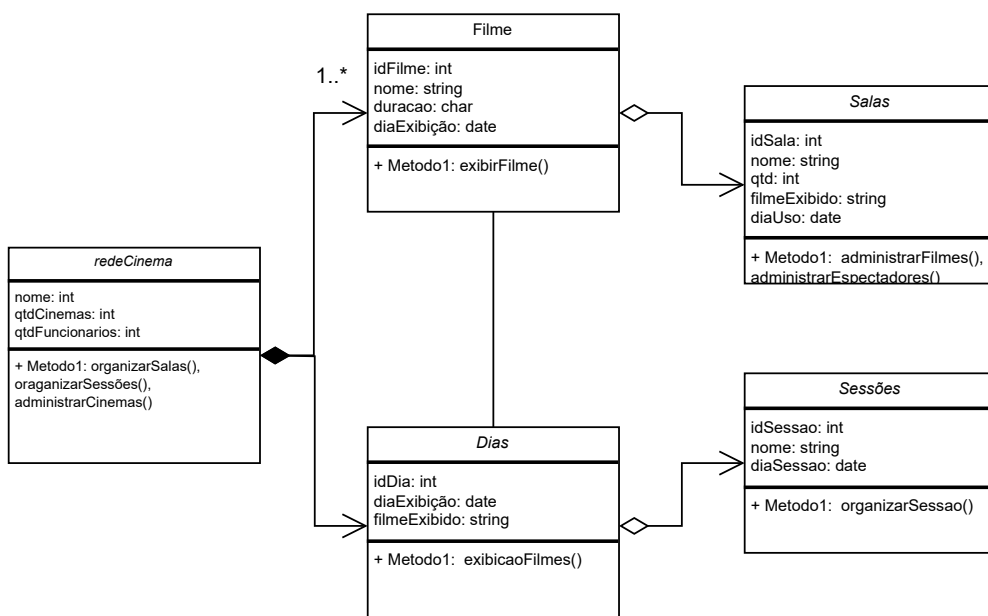 Filme
idFilme: int
nome: string
duracao: char
diaExibição: date
+ Metodo1: exibirFilme()
1..*
Salas
idSala: int
nome: string
qtd: int
filmeExibido: string
diaUso: date
+ Metodo1:  administrarFilmes(),
administrarEspectadores()
redeCinema
nome: int
qtdCinemas: int
qtdFuncionarios: int
+ Metodo1: organizarSalas(),
oraganizarSessões(),
administrarCinemas()
Dias
idDia: int
diaExibição: date
filmeExibido: string
+ Metodo1:  exibicaoFilmes()
Sessões
idSessao: int
nome: string
diaSessao: date
+ Metodo1:  organizarSessao()